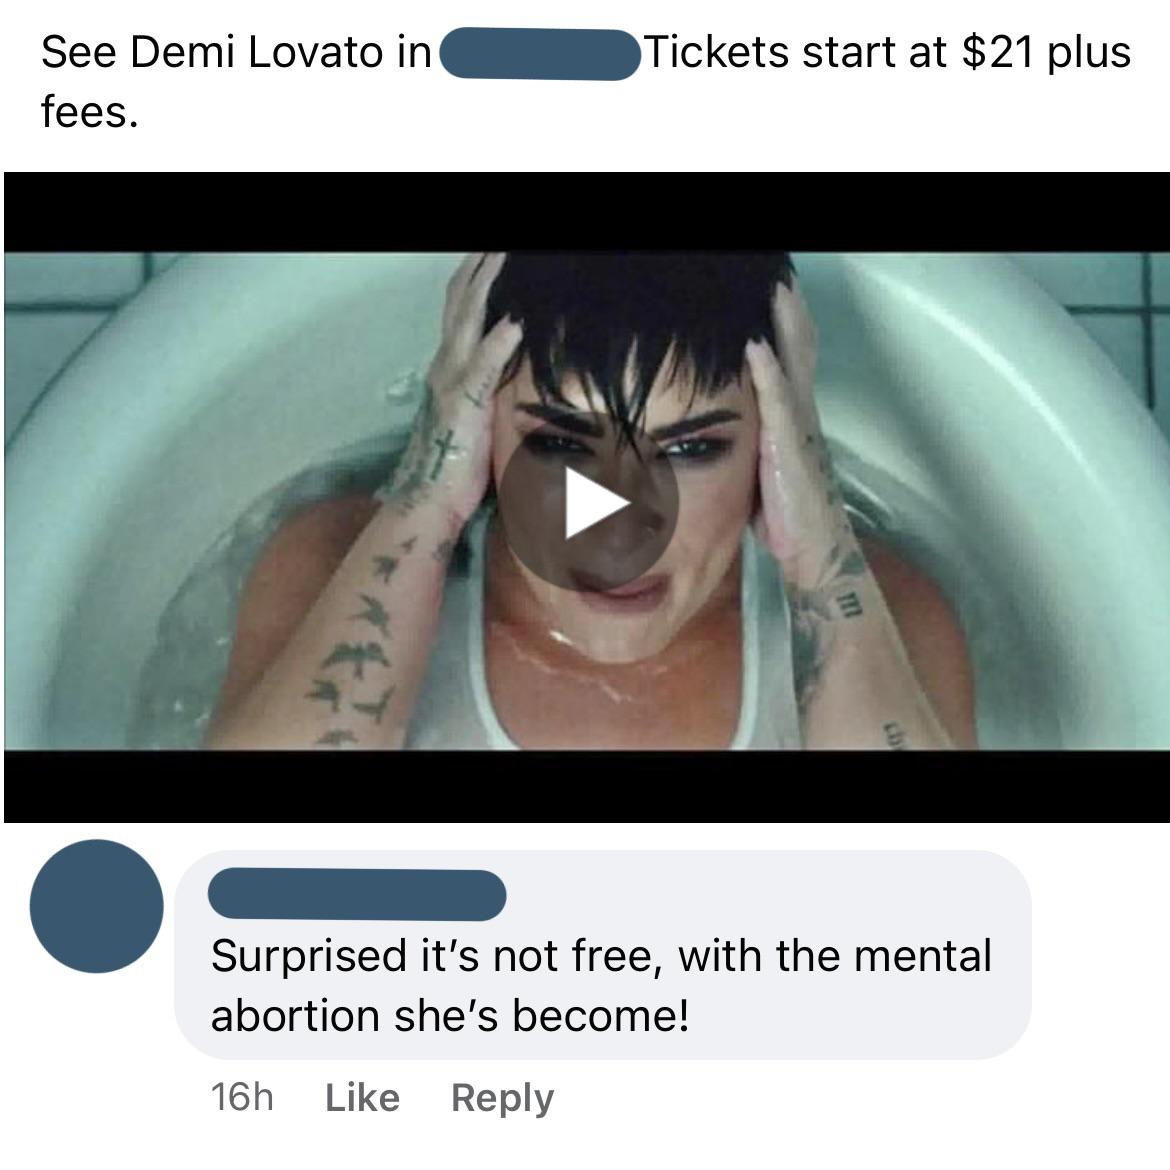 See Demi Lovato in Tickets start at $21 plus
fees.
m
Surprised it's not free, with the mental
abortion she's become!
16h Like Reply